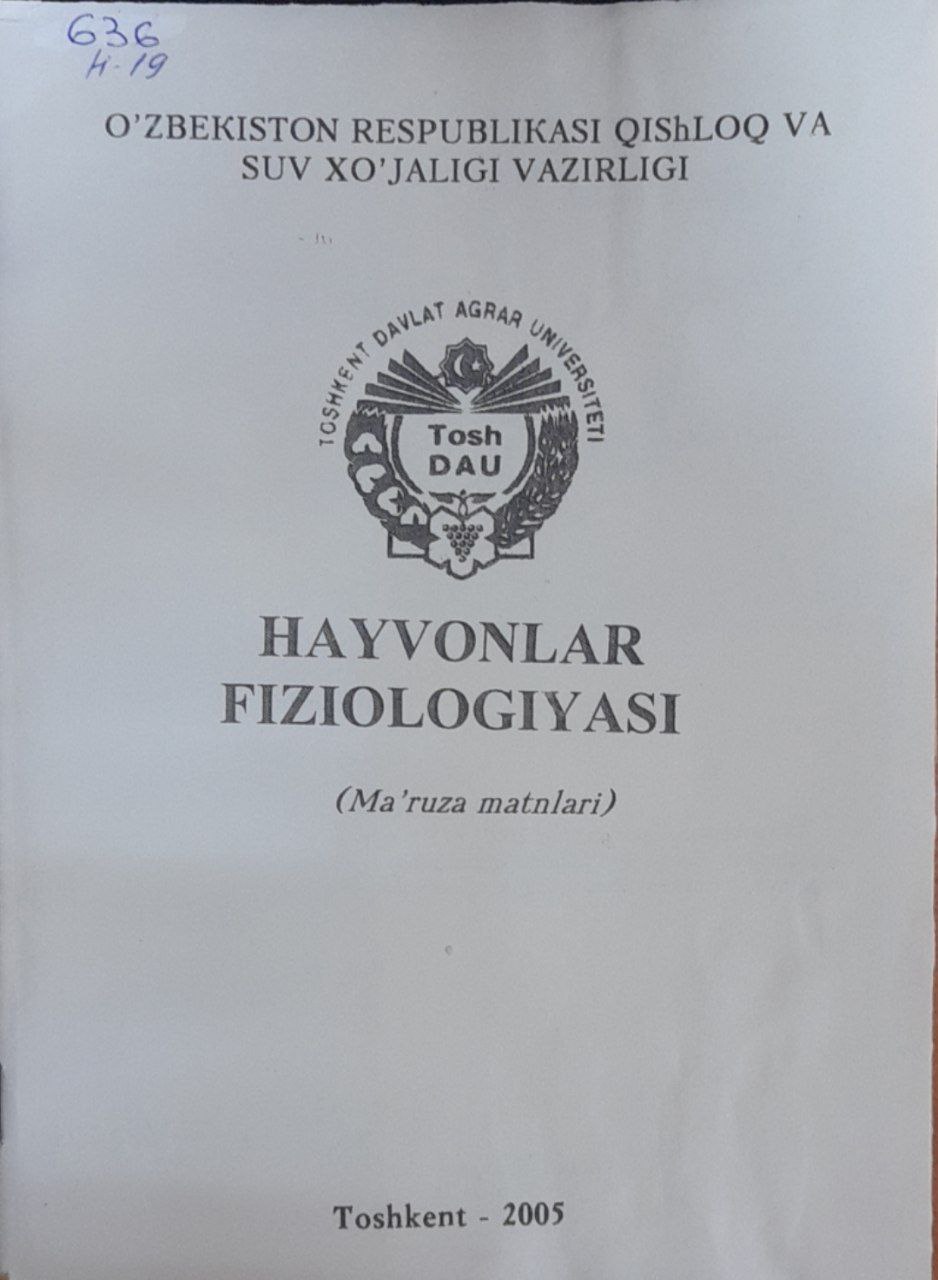 636
H-19
O'ZBEKISTON RESPUBLIKASI QIShLOQ VA
SUV XO'JALIGI VAZIRLIGI
TOSHKENT DAVLAT AGRAR UNIVERSITETI
Tosh
DAU
HAYVONLAR
FIZIOLOGIYASI
(Ma'ruza matnlari)
Toshkent - 2005